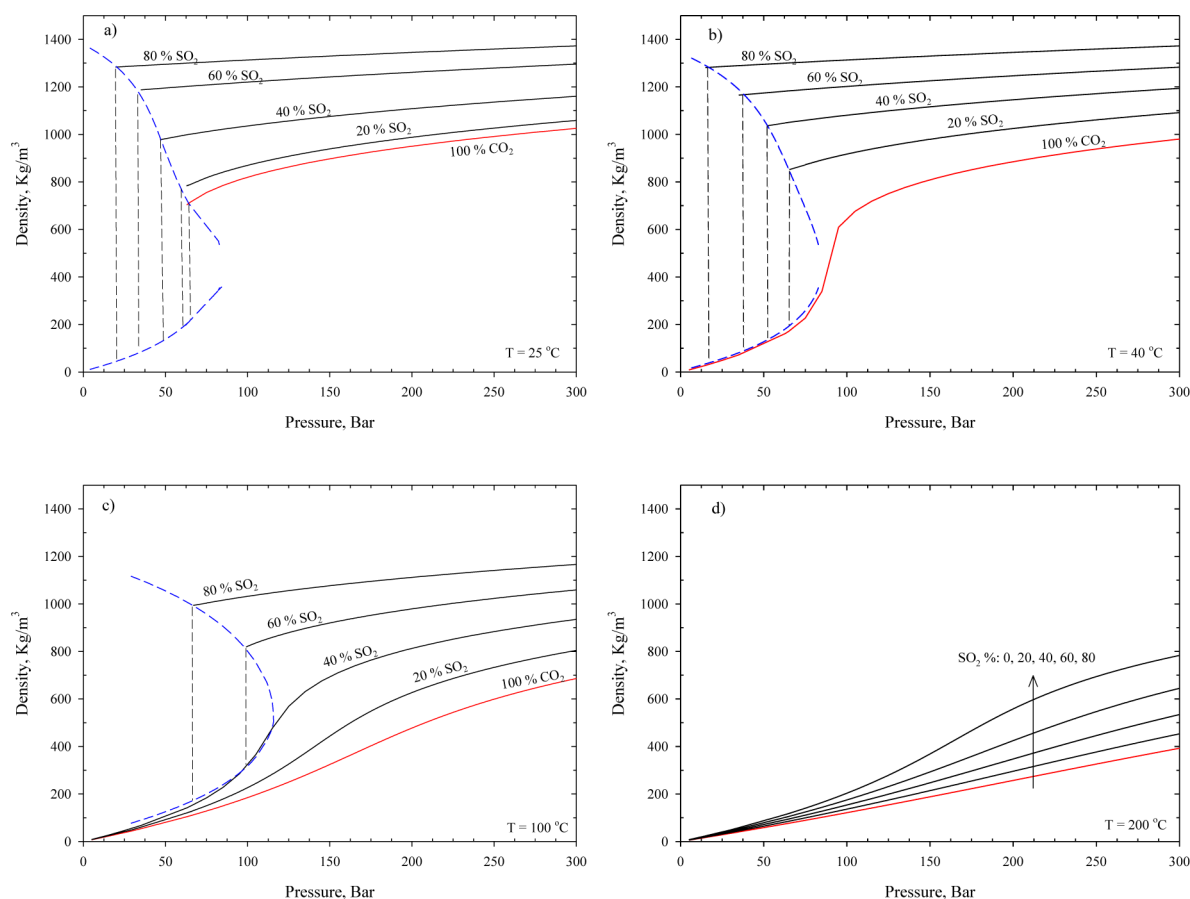 a)
1400
1200
1000
800
600
400
200
0
Density, Kg/m³
80 % SO₂
60 % SO₂
40 % SO₂
20 % SO₂
100 % CO₂
T = 25 °C
0 50 100 150 200 250 300
Pressure, Bar
b)
1400
1200
1000
800
600
400
200
0
Density, Kg/m³
80 % SO₂
60 % SO₂
40 % SO₂
20 % SO₂
100 % CO₂
T = 40 °C
0 50 100 150 200 250 300
Pressure, Bar
c)
1400
1200
1000
800
600
400
200
0
Density, Kg/m³
80 % SO₂
60 % SO₂
40 % SO₂
20 % SO₂
100 % CO₂
T = 100 °C
0 50 100 150 200 250 300
Pressure, Bar
d)
1400
1200
1000
800
600
400
200
0
Density, Kg/m³
SO₂ %: 0, 20, 40, 60, 80
T = 200 °C
0 50 100 150 200 250 300
Pressure, Bar